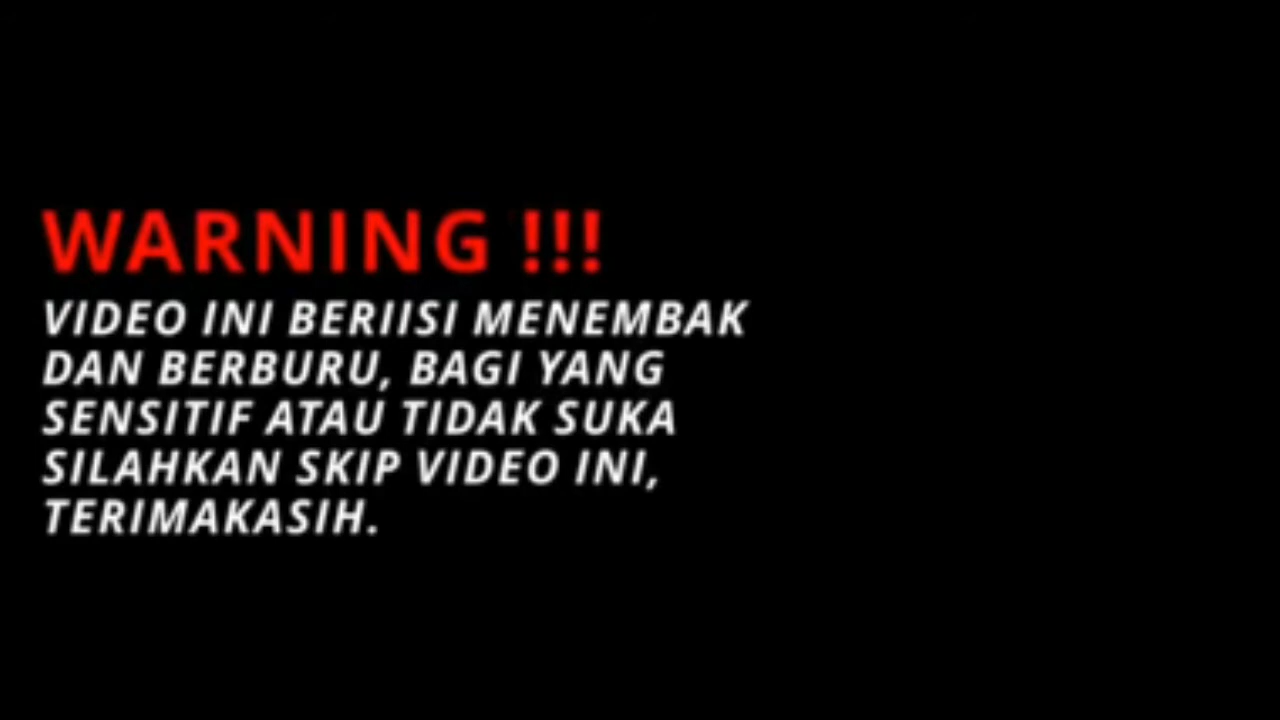 WARNING !!!
VIDEO INI BERIISI MENEMBAK
DAN BERBURU, BAGI YANG
SENSITIF ATAU TIDAK SUKA
SILAHKAN SKIP VIDEO INI,
TERIMAKASIH.